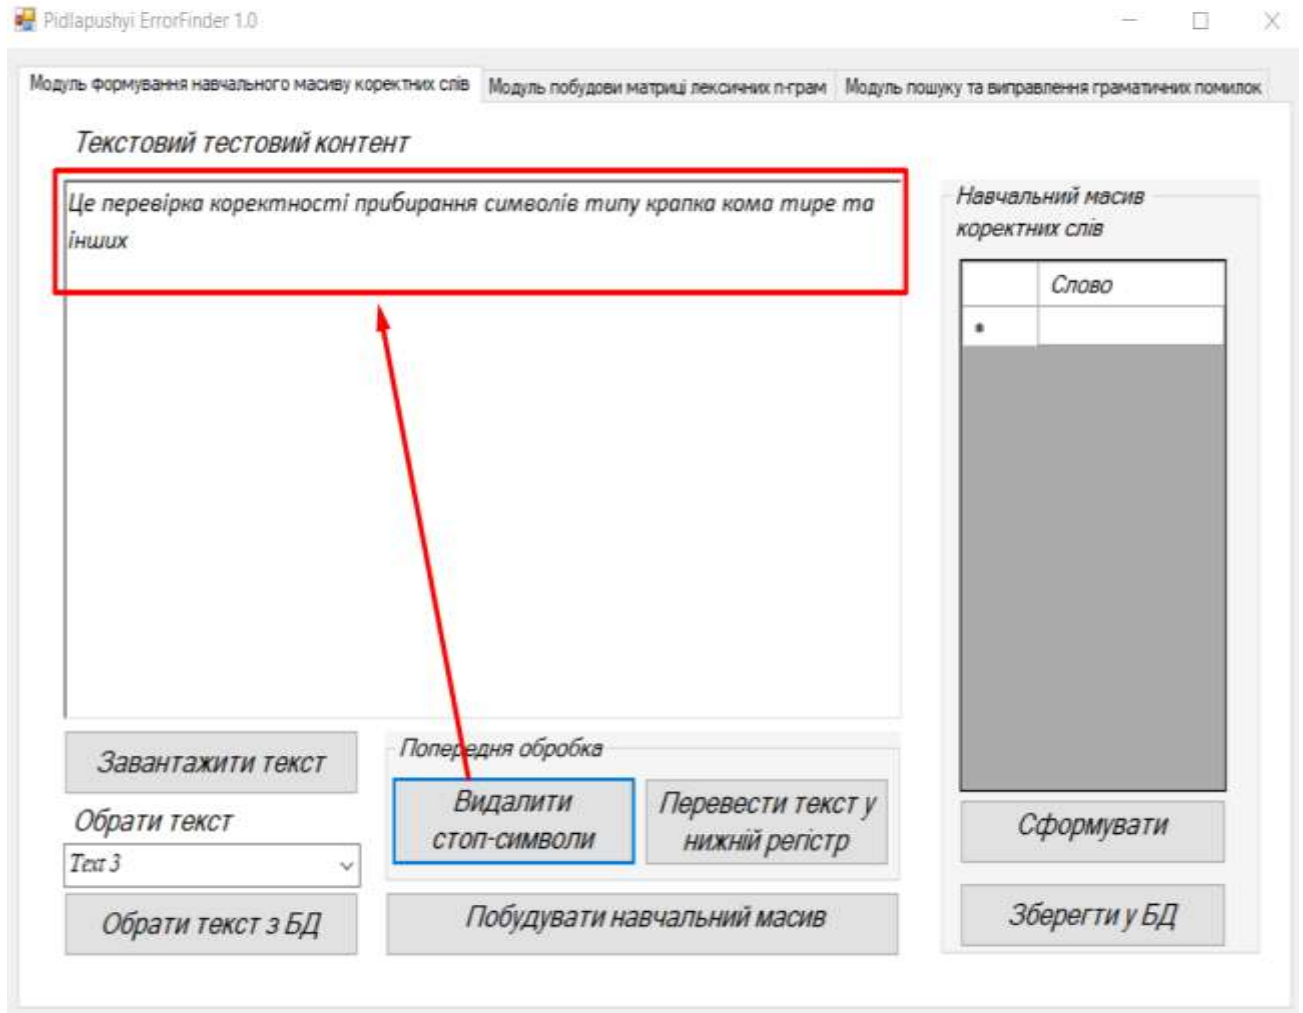 Pidlapushyi ErrorFinder 1.0
Модуль формування навчального масиву коректних слів
Модуль побудови матриці лексичних n-грам
Модуль пошуку та виправлення граматичних помилок
Текстовий тестовий контент
Це перевірка коректності прибирання символів типу крапка кома тире та
інших
Навчальний масив
коректних слів
Слово
Завантажити текст
Обрати текст
Text 3
Обрати текст з БД
Попередня обробка
Видалити
стоп-символи
Перевести текст у
нижній регістр
Побудувати навчальний масив
Сформувати
Зберегти у БД